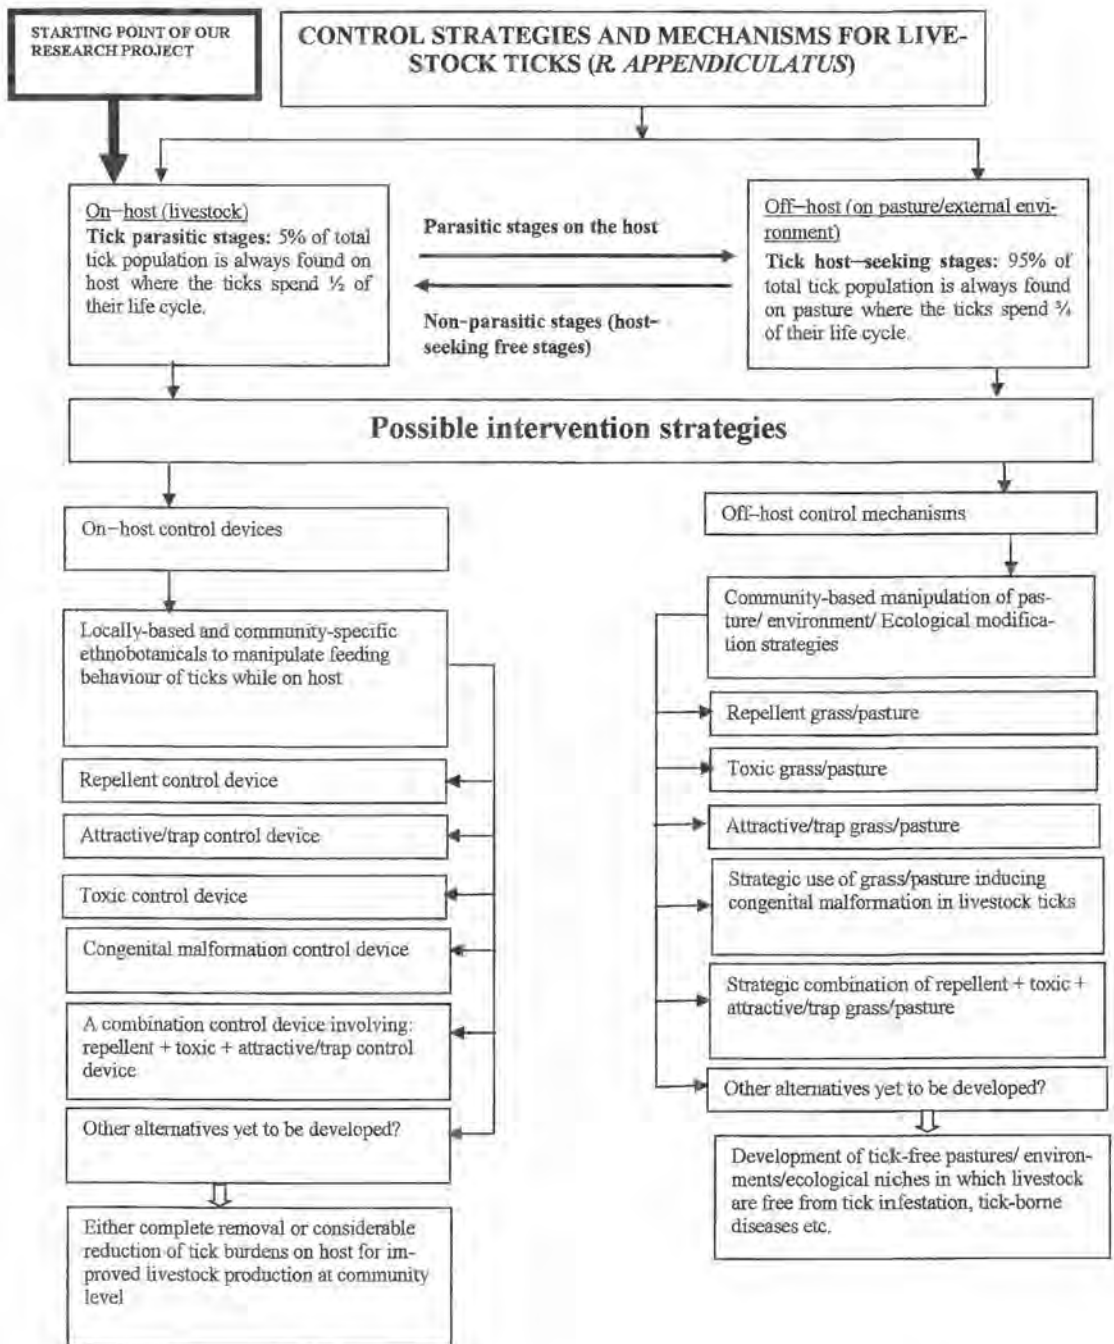 STARTING POINT OF OUR
RESEARCH PROJECT
CONTROL STRATEGIES AND MECHANISMS FOR LIVE-
STOCK TICKS (R. APPENDICULATUS)
On-host (livestock)
Tick parasitic stages: 5% of total
tick population is always found on
host where the ticks spend ½ of
their life cycle.
Parasitic stages on the host
Non-parasitic stages (host-
seeking free stages)
Off-host (on pasture/external envi-
ronment)
Tick host-seeking stages: 95% of
total tick population is always found
on pasture where the ticks spend ¾
of their life cycle.
Possible intervention strategies
On-host control devices
Locally-based and community-specific
ethnobotanicals to manipulate feeding
behaviour of ticks while on host
Repellent control device
Attractive/trap control device
Toxic control device
Congenital malformation control device
A combination control device involving:
repellent + toxic + attractive/trap control
device
Other alternatives yet to be developed?
Either complete removal or considerable
reduction of tick burdens on host for im-
proved livestock production at community
level
Off-host control mechanisms
Community-based manipulation of pas-
ture/ environment/ Ecological modifica-
tion strategies
Repellent grass/pasture
Toxic grass/pasture
Attractive/trap grass/pasture
Strategic use of grass/pasture inducing
congenital malformation in livestock ticks
Strategic combination of repellent + toxic +
attractive/trap grass/pasture
Other alternatives yet to be developed?
Development of tick-free pastures/ environ-
ments/ecological niches in which livestock
are free from tick infestation, tick-borne
diseases etc.